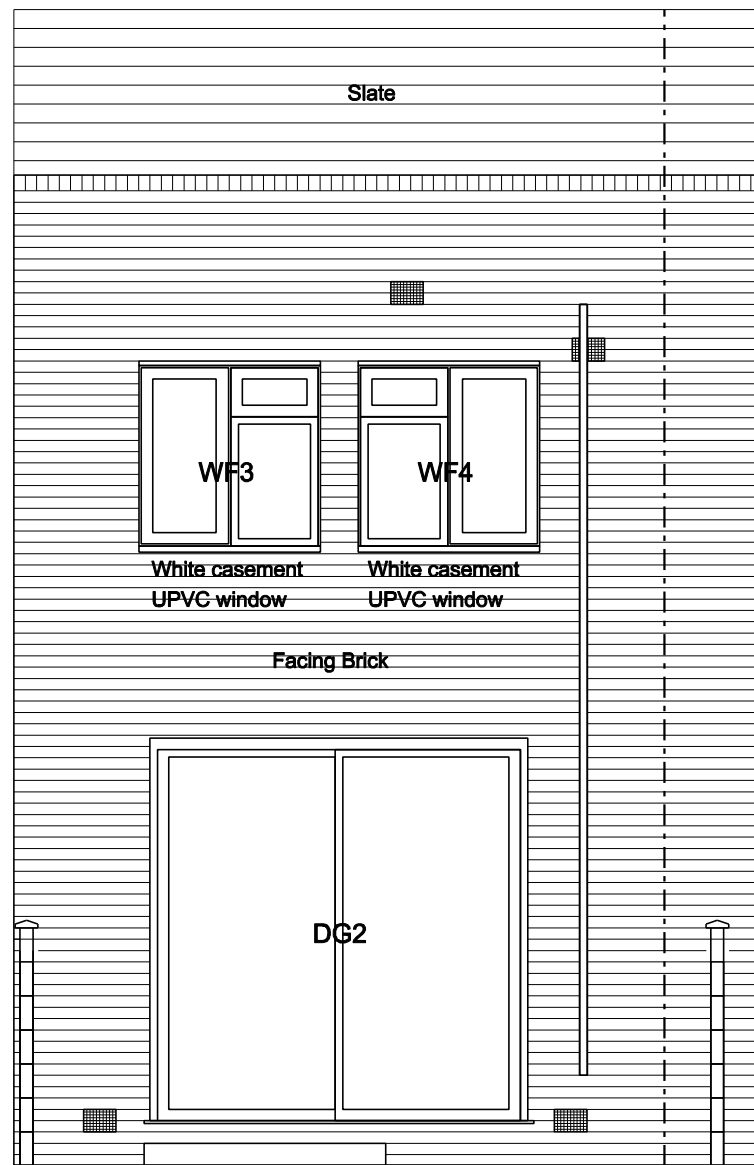 Slate
WF3
WF4
White casement
UPVC window
White casement
UPVC window
Facing Brick
DG2